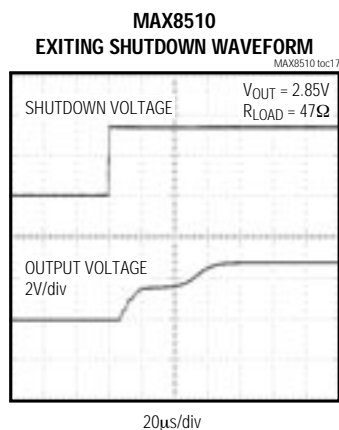 MAX8510
EXITING SHUTDOWN WAVEFORM
MAX8510 toc17
SHUTDOWN VOLTAGE
VOUT = 2.85V
RLOAD = 47Ω
OUTPUT VOLTAGE
2V/div
20µs/div